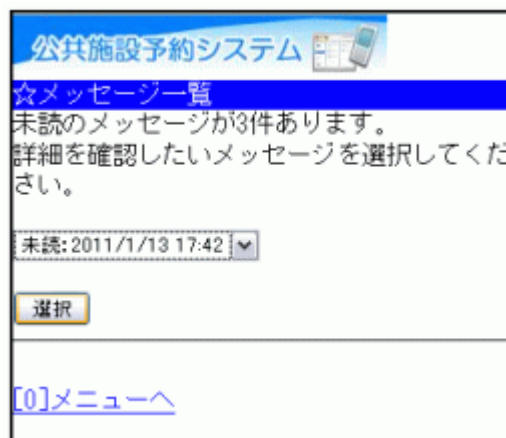 公共施設予約システム
☆メッセージ一覧
未読のメッセージが3件あります。
詳細を確認したいメッセージを選択してくだ
さい。
未読:2011/1/13 17:42
選択
[0]メニューへ